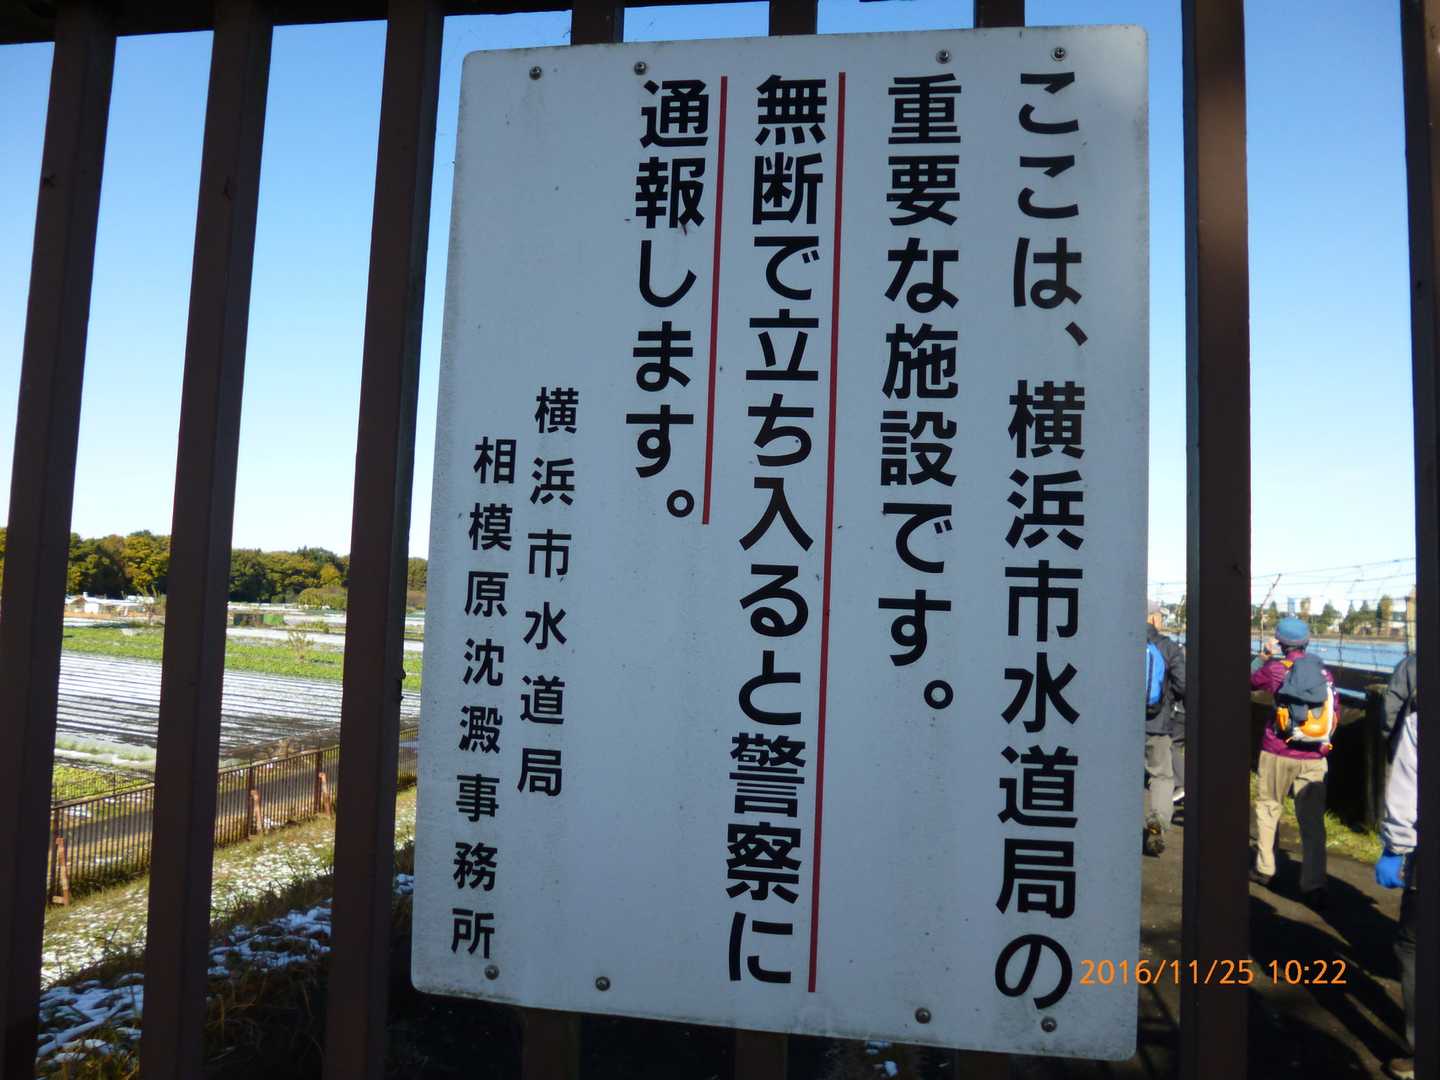 ここは、横浜市水道局の
重要な施設です。
無断で立ち入ると警察に
通報します。
横浜市水道局
相模原沈澱事務所
2016/11/25 10:22